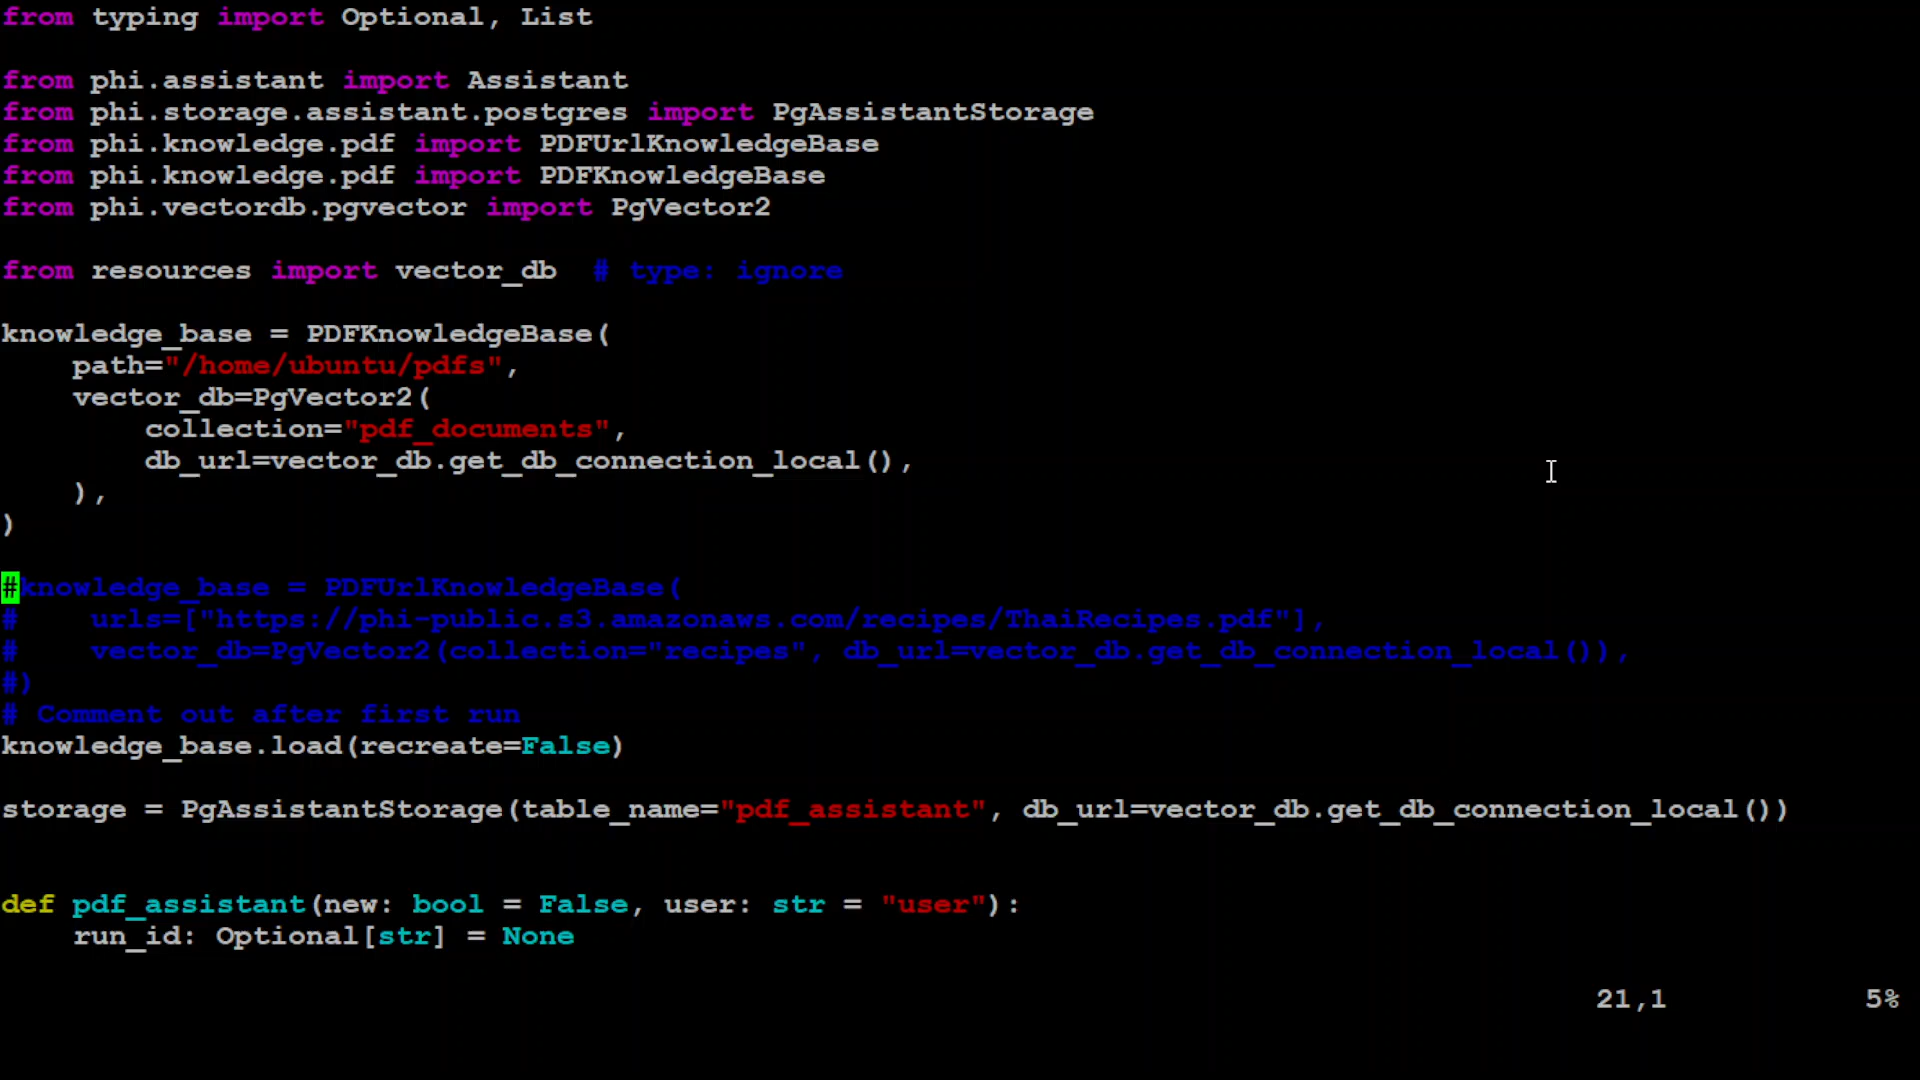 from typing import Optional, List
from phi.assistant import Assistant
from phi.storage.assistant.postgres import PgAssistantStorage
from phi.knowledge.pdf import PDFUrlKnowledgeBase
from phi.knowledge.pdf import PDFKnowledgeBase
from phi.vectordb.pgvector import PgVector2
from resources import vector_db  # type: ignore
knowledge_base = PDFKnowledgeBase(
    path="/home/ubuntu/pdfs",
    vector_db=PgVector2(
        collection="pdf_documents",
        db_url=vector_db.get_db_connection_local(),
    ),
)
#knowledge_base = PDFUrlKnowledgeBase(
#    urls=["https://phi-public.s3.amazonaws.com/recipes/ThaiRecipes.pdf"],
#    vector_db=PgVector2(collection="recipes", db_url=vector_db.get_db_connection_local()),
#)
# Comment out after first run
knowledge_base.load(recreate=False)
storage = PgAssistantStorage(table_name="pdf_assistant", db_url=vector_db.get_db_connection_local())
def pdf_assistant(new: bool = False, user: str = "user"):
    run_id: Optional[str] = None
21,1 5%